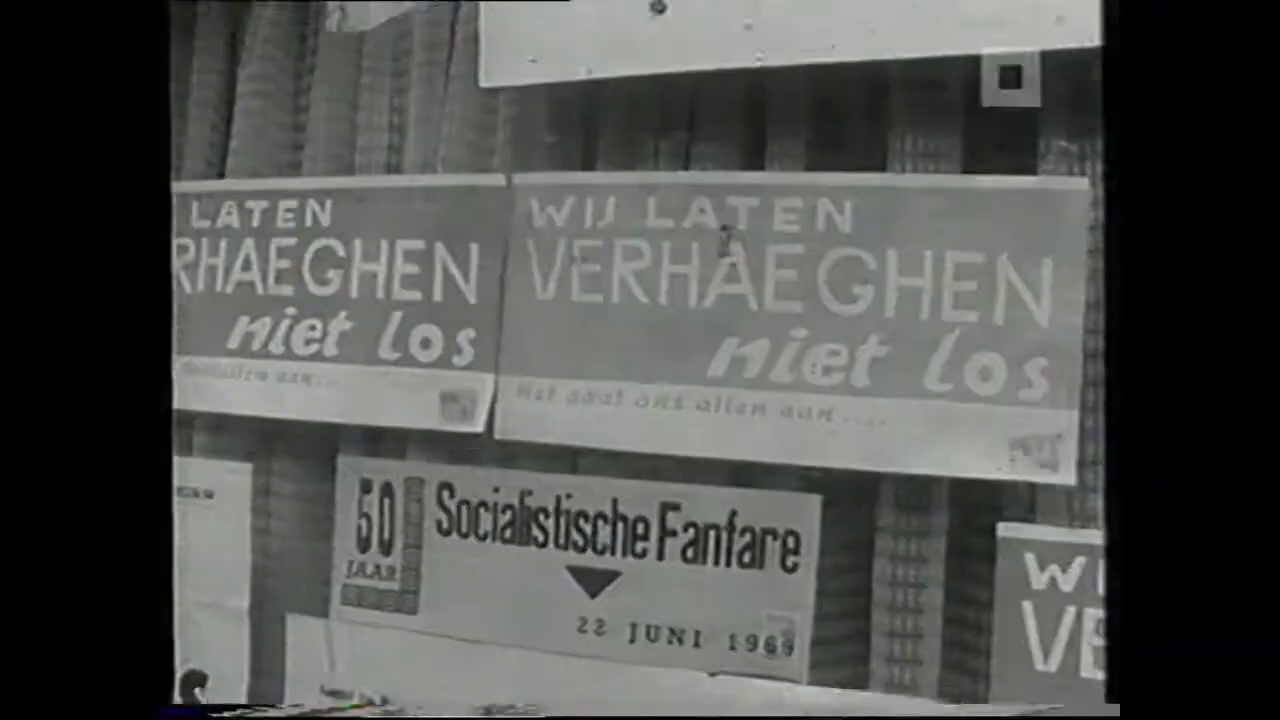 LATEN
RHAEGHEN
niet los
WIJ LATEN
VERHAEGHEN
niet los
Het gaat ons allen aan.....
50
JAAR
Socialistische Fanfare
22 JUNI 1969
WI
VE